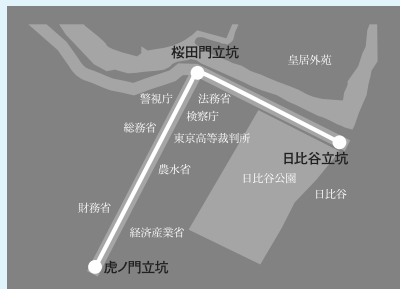 桜田門立坑
皇居外苑
警視庁
法務省
総務省
検察庁
東京高等裁判所
日比谷立坑
農水省
日比谷公園
日比谷
財務省
経済産業省
虎ノ門立坑